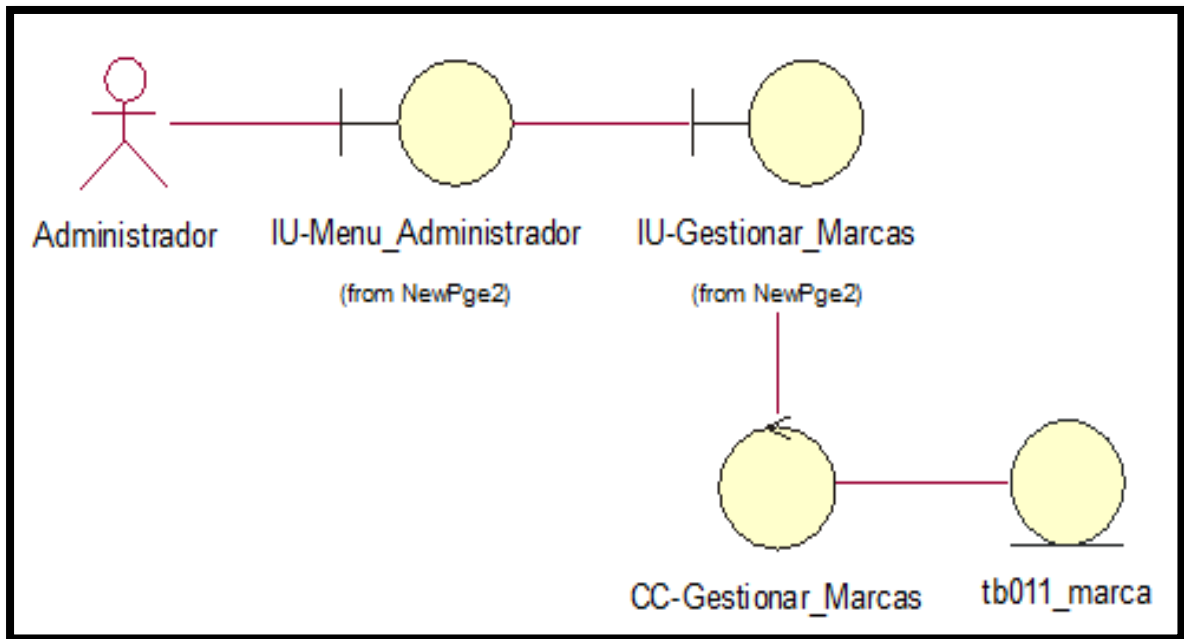 Administrador
IU-Menu_Administrador
(from NewPge2)
IU-Gestionar_Marcas
(from NewPge2)
CC-Gestionar_Marcas
tb011_marca